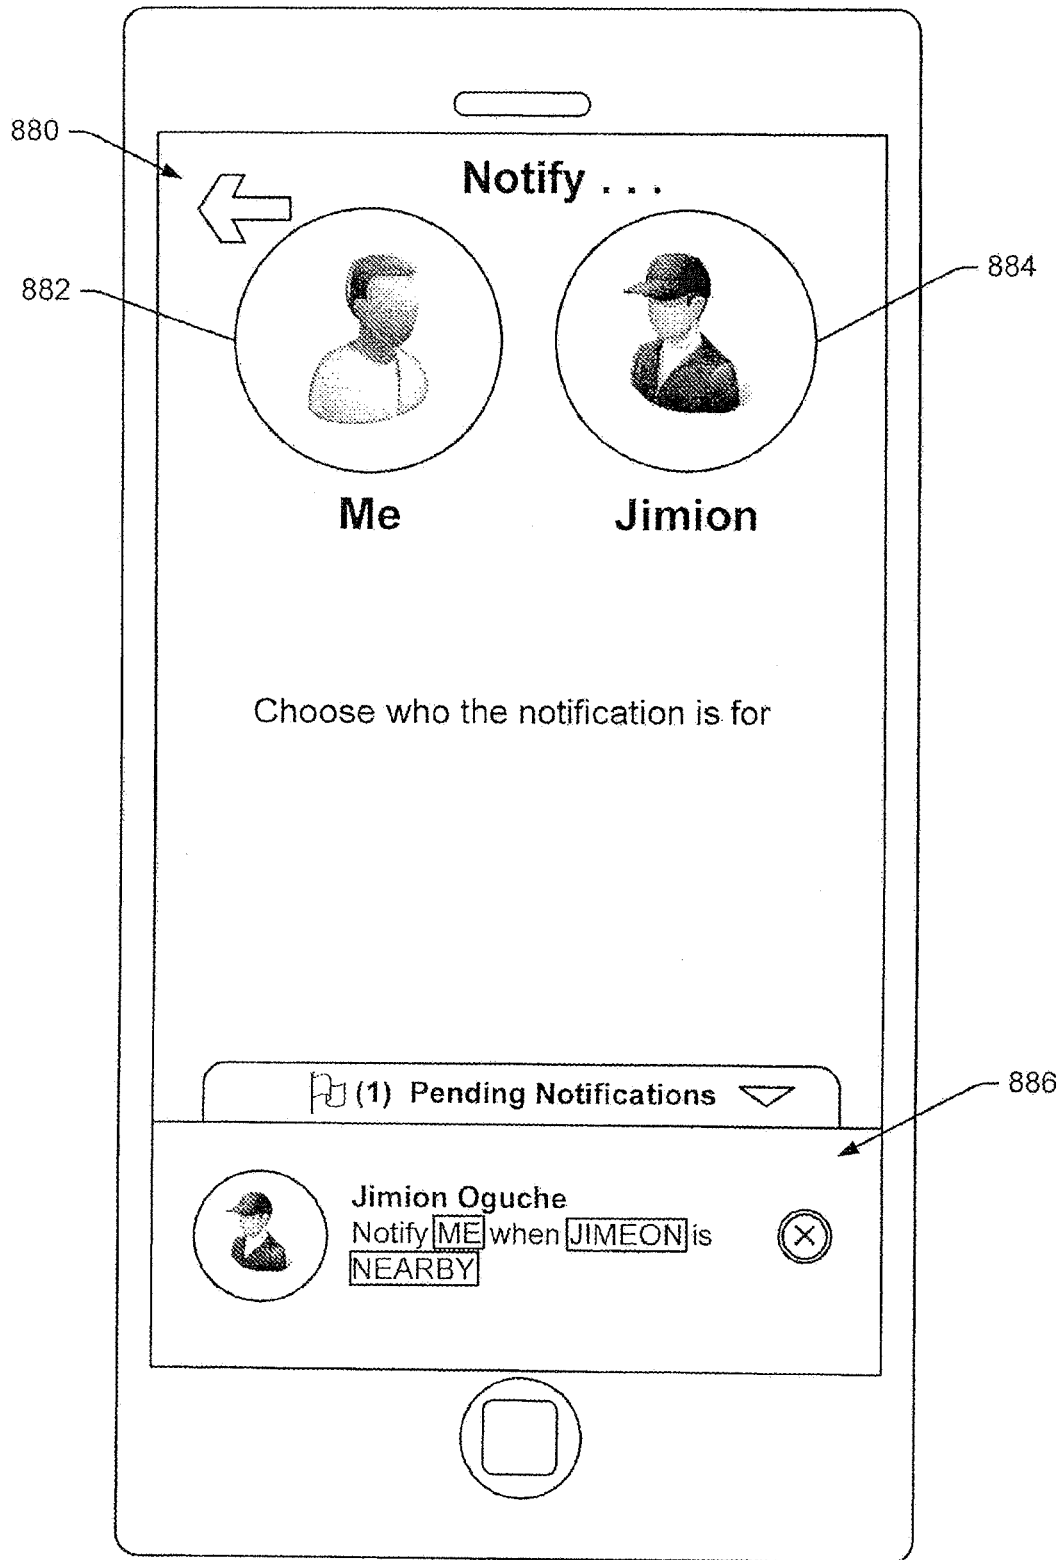 880
Notify . . .
882
884
Me
Jimion
Choose who the notification is for
(1) Pending Notifications
886
Jimion Oguche
Notify ME when JIMEON is
NEARBY